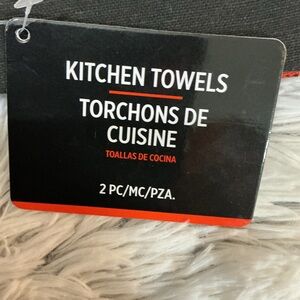 KITCHEN TOWELS
TORCHONS DE
CUISINE
TOALLAS DE COCINA
2 PC/MC/PZA.